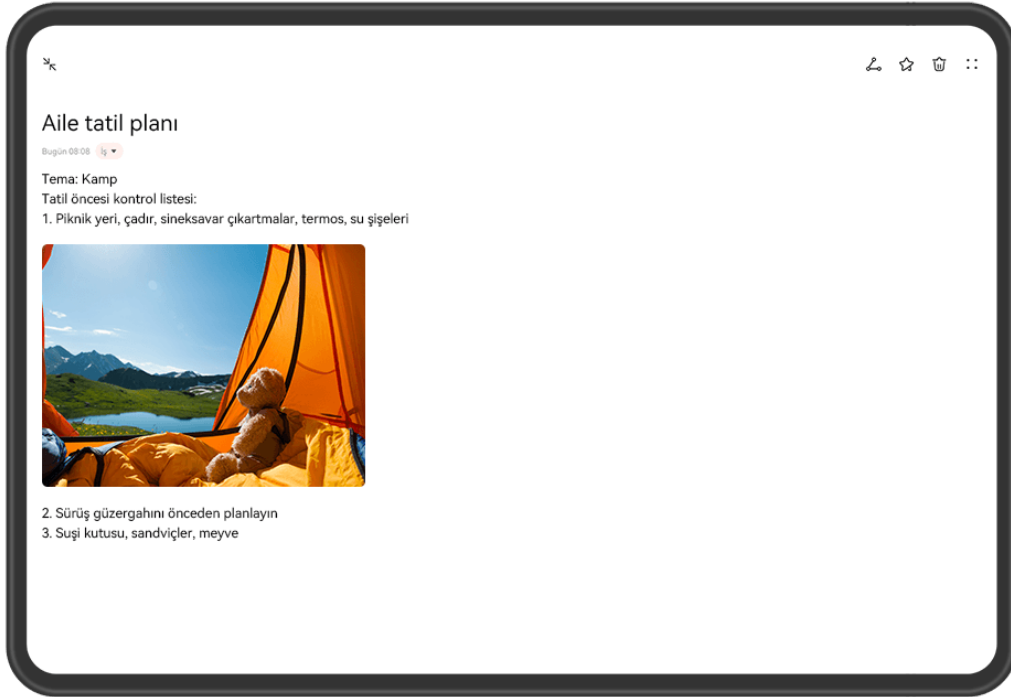 Aile tatil planı
Bugün 08:08 İş
Tema: Kamp
Tatil öncesi kontrol listesi:
1. Piknik yeri, çadır, sineksavar çıkartmalar, termos, su şişeleri
2. Sürüş güzergahını önceden planlayın
3. Suşi kutusu, sandviçler, meyve